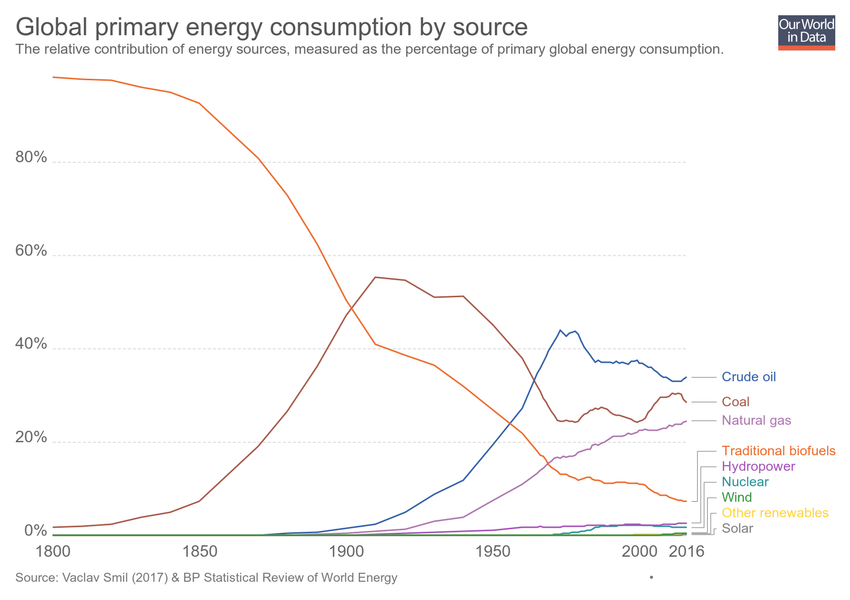 Global primary energy consumption by source
Our World
in Data
The relative contribution of energy sources, measured as the percentage of primary global energy consumption.
80%
60%
40%
20%
0%
Crude oil
Coal
Natural gas
Traditional biofuels
Hydropower
Nuclear
Wind
Other renewables
Solar
1800 1850 1900 1950 2000 2016
Source: Vaclav Smil (2017) & BP Statistical Review of World Energy